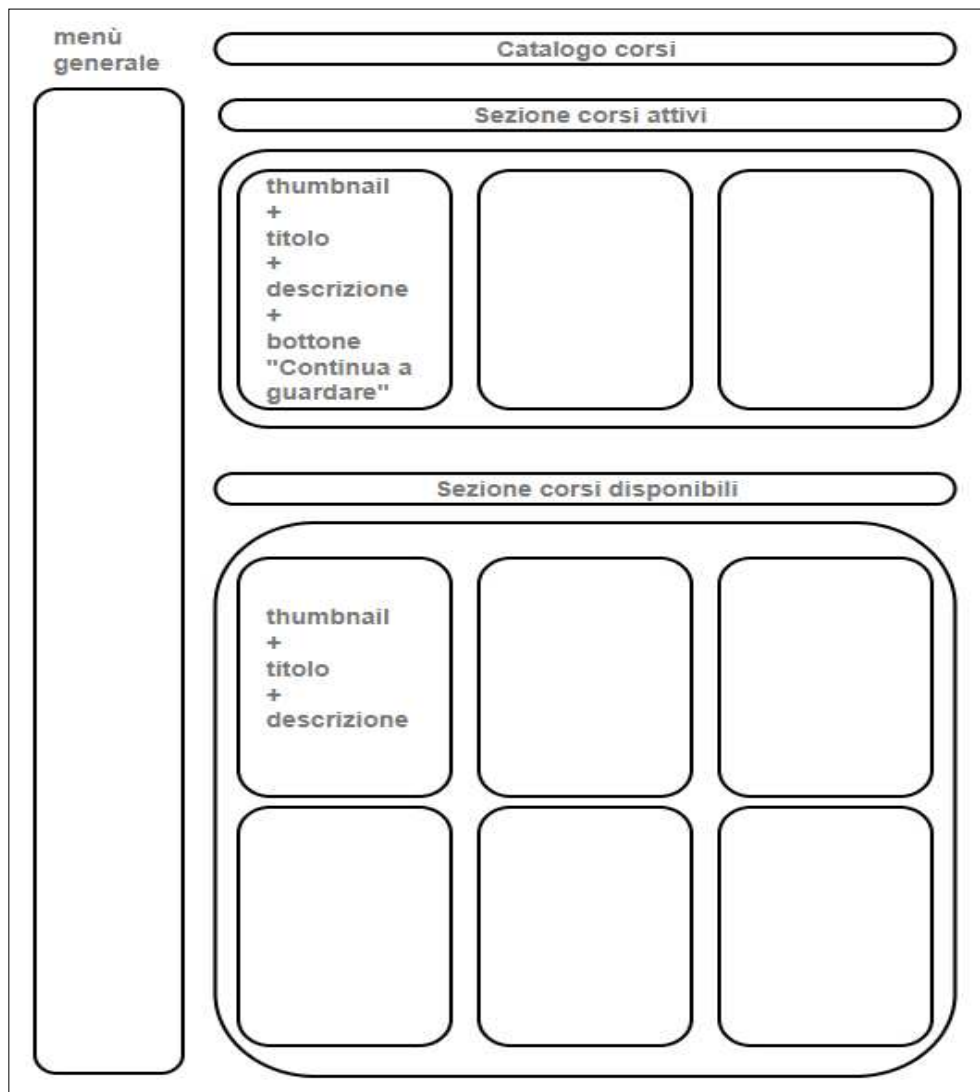 menù
generale
Catalogo corsi
Sezione corsi attivi
thumbnail
+
titolo
+
descrizione
+
bottone
"Continua a
guardare"
Sezione corsi disponibili
thumbnail
+
titolo
+
descrizione